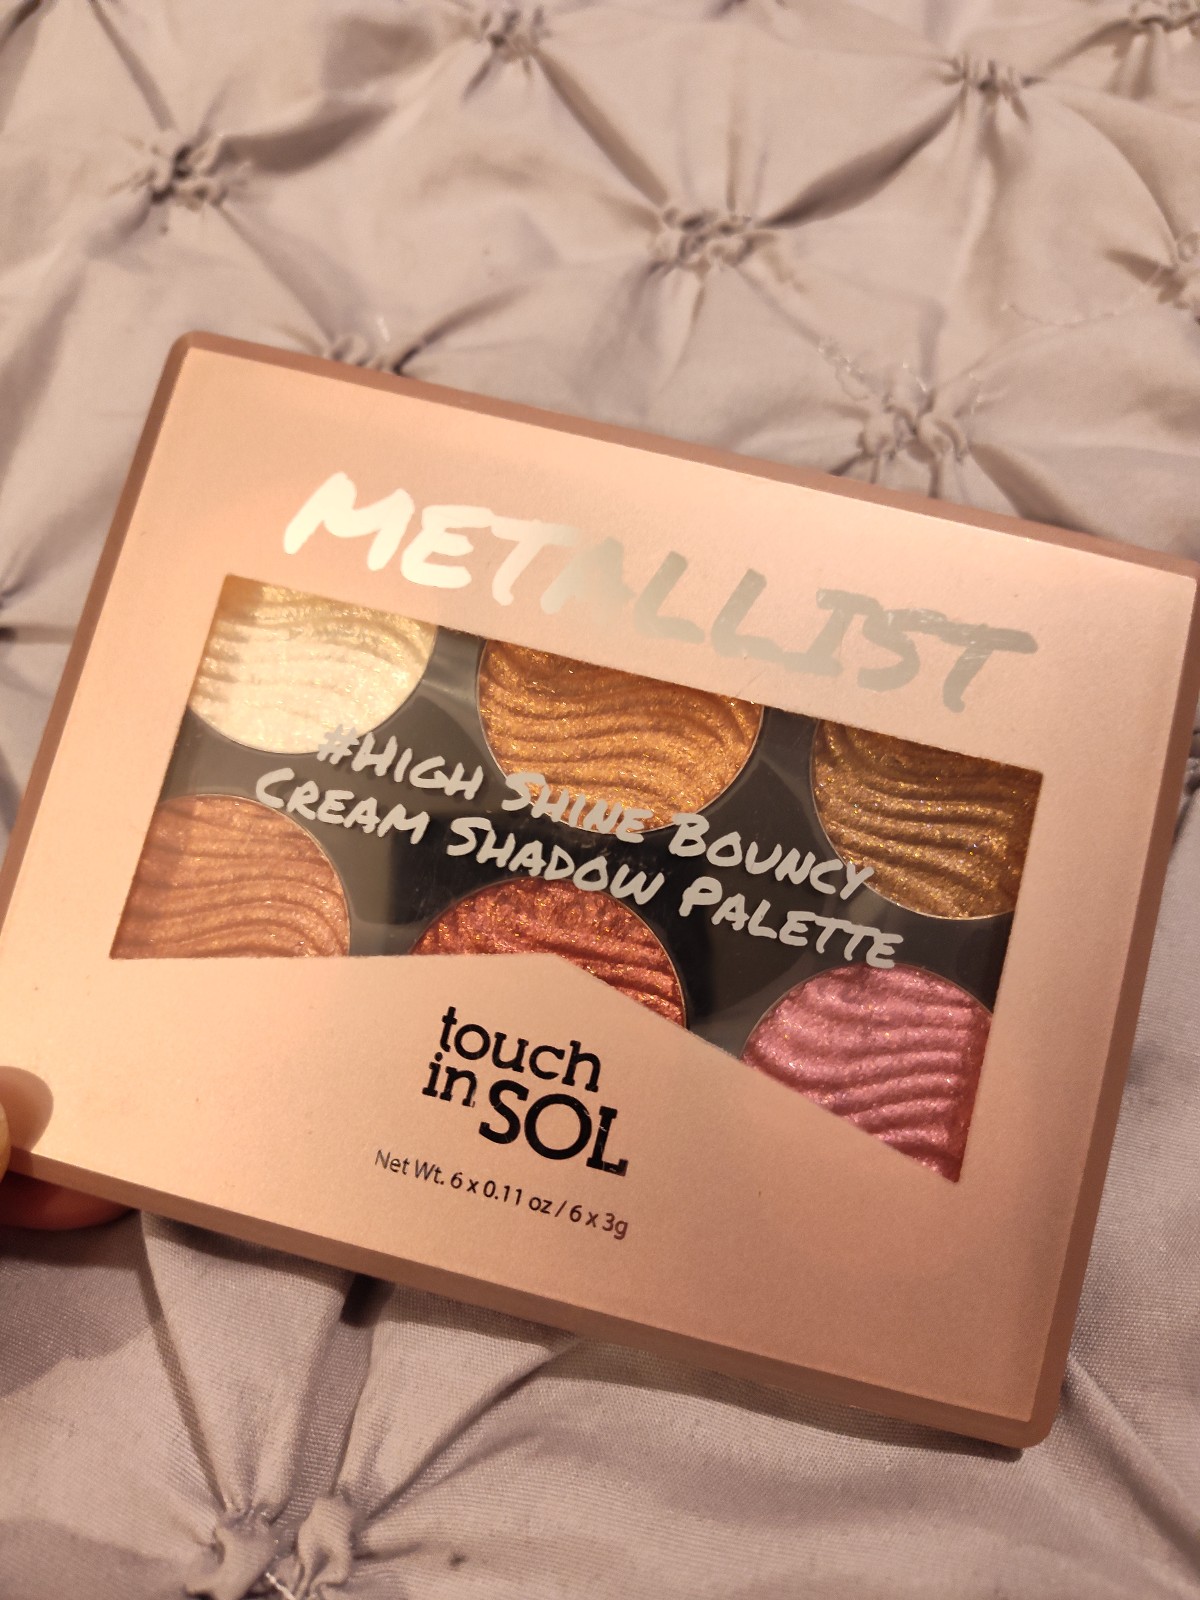 METALLIST
#HIGH SHINE BOUNCY
CREAM SHADOW PALETTE
touch
in SOL
Net Wt. 6 x 0.11 oz / 6 x 3g